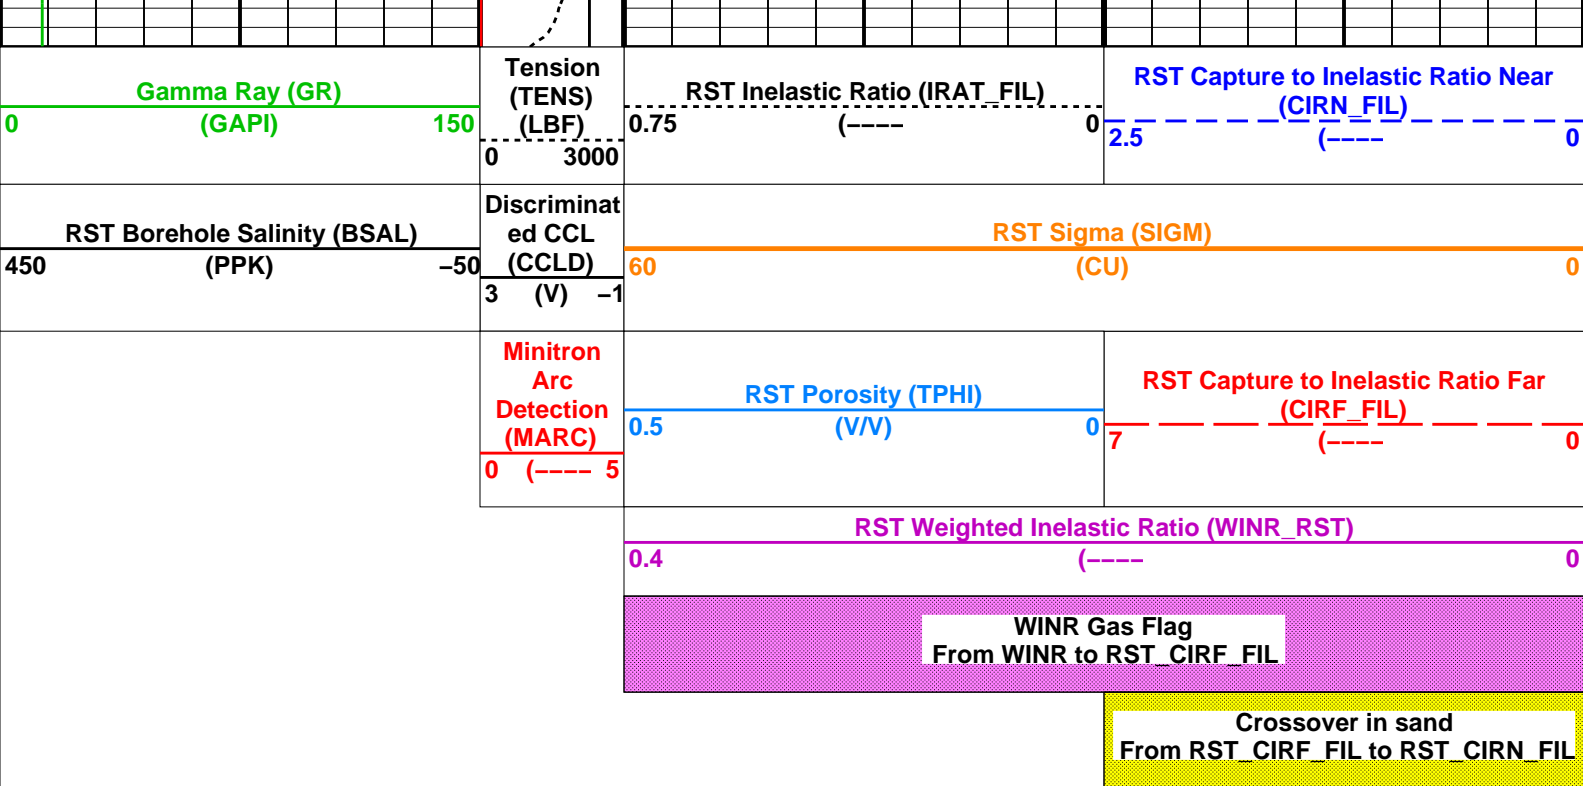 Gamma Ray (GR)
0 (GAPI) 150
Tension
(TENS)
(LBF)
0 3000
RST Inelastic Ratio (IRAT_FIL)
0.75 (–––– 0
RST Capture to Inelastic Ratio Near
(CIRN_FIL)
2.5 (–––– 0
RST Borehole Salinity (BSAL)
450 (PPK) –50
Discriminat
ed CCL
(CCLD)
3 (V) –1
RST Sigma (SIGM)
60 (CU) 0
Minitron
Arc
Detection
(MARC)
0 (–––– 5
RST Porosity (TPHI)
0.5 (V/V) 0
RST Capture to Inelastic Ratio Far
(CIRF_FIL)
7 (–––– 0
RST Weighted Inelastic Ratio (WINR_RST)
0.4 (–––– 0
WINR Gas Flag
From WINR to RST_CIRF_FIL
Crossover in sand
From RST_CIRF_FIL to RST_CIRN_FIL